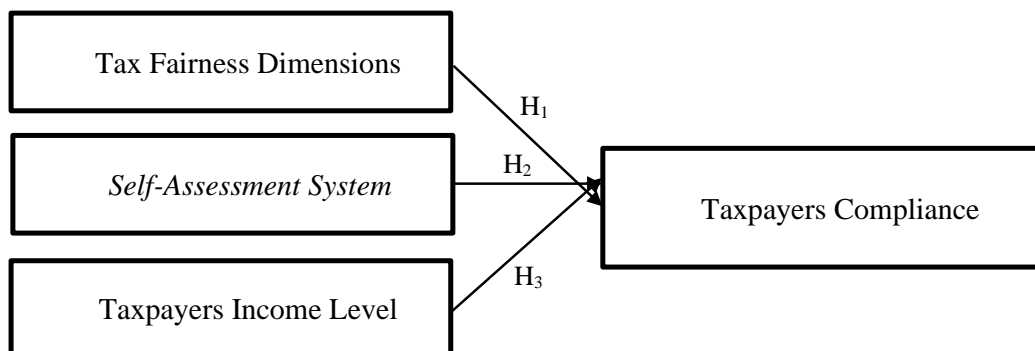 Tax Fairness Dimensions
H₁
Self-Assessment System
H₂
Taxpayers Compliance
Taxpayers Income Level
H₃